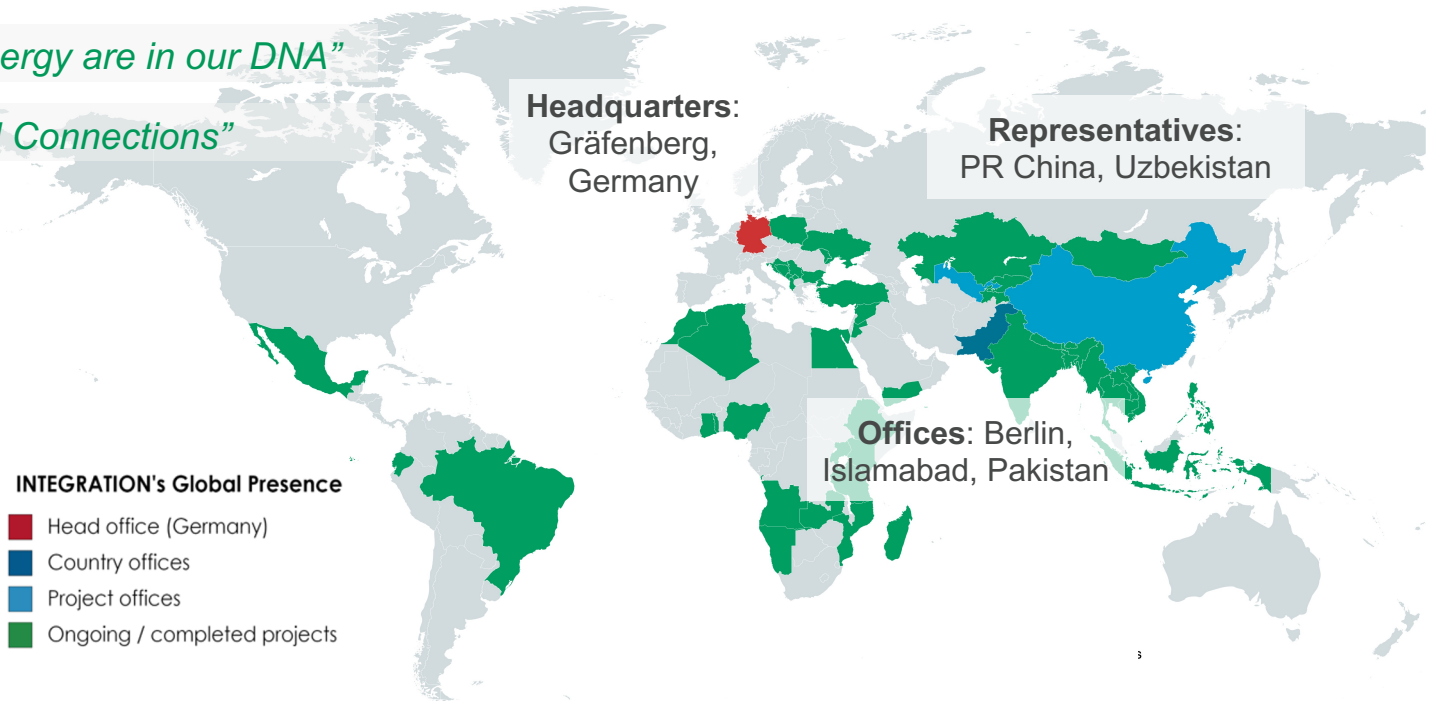 ergy are in our DNA”
Connections”
Headquarters:
Gräfenberg,
Germany
Representatives:
PR China, Uzbekistan
Offices: Berlin,
Islamabad, Pakistan
INTEGRATION's Global Presence
Head office (Germany)
Country offices
Project offices
Ongoing / completed projects
s